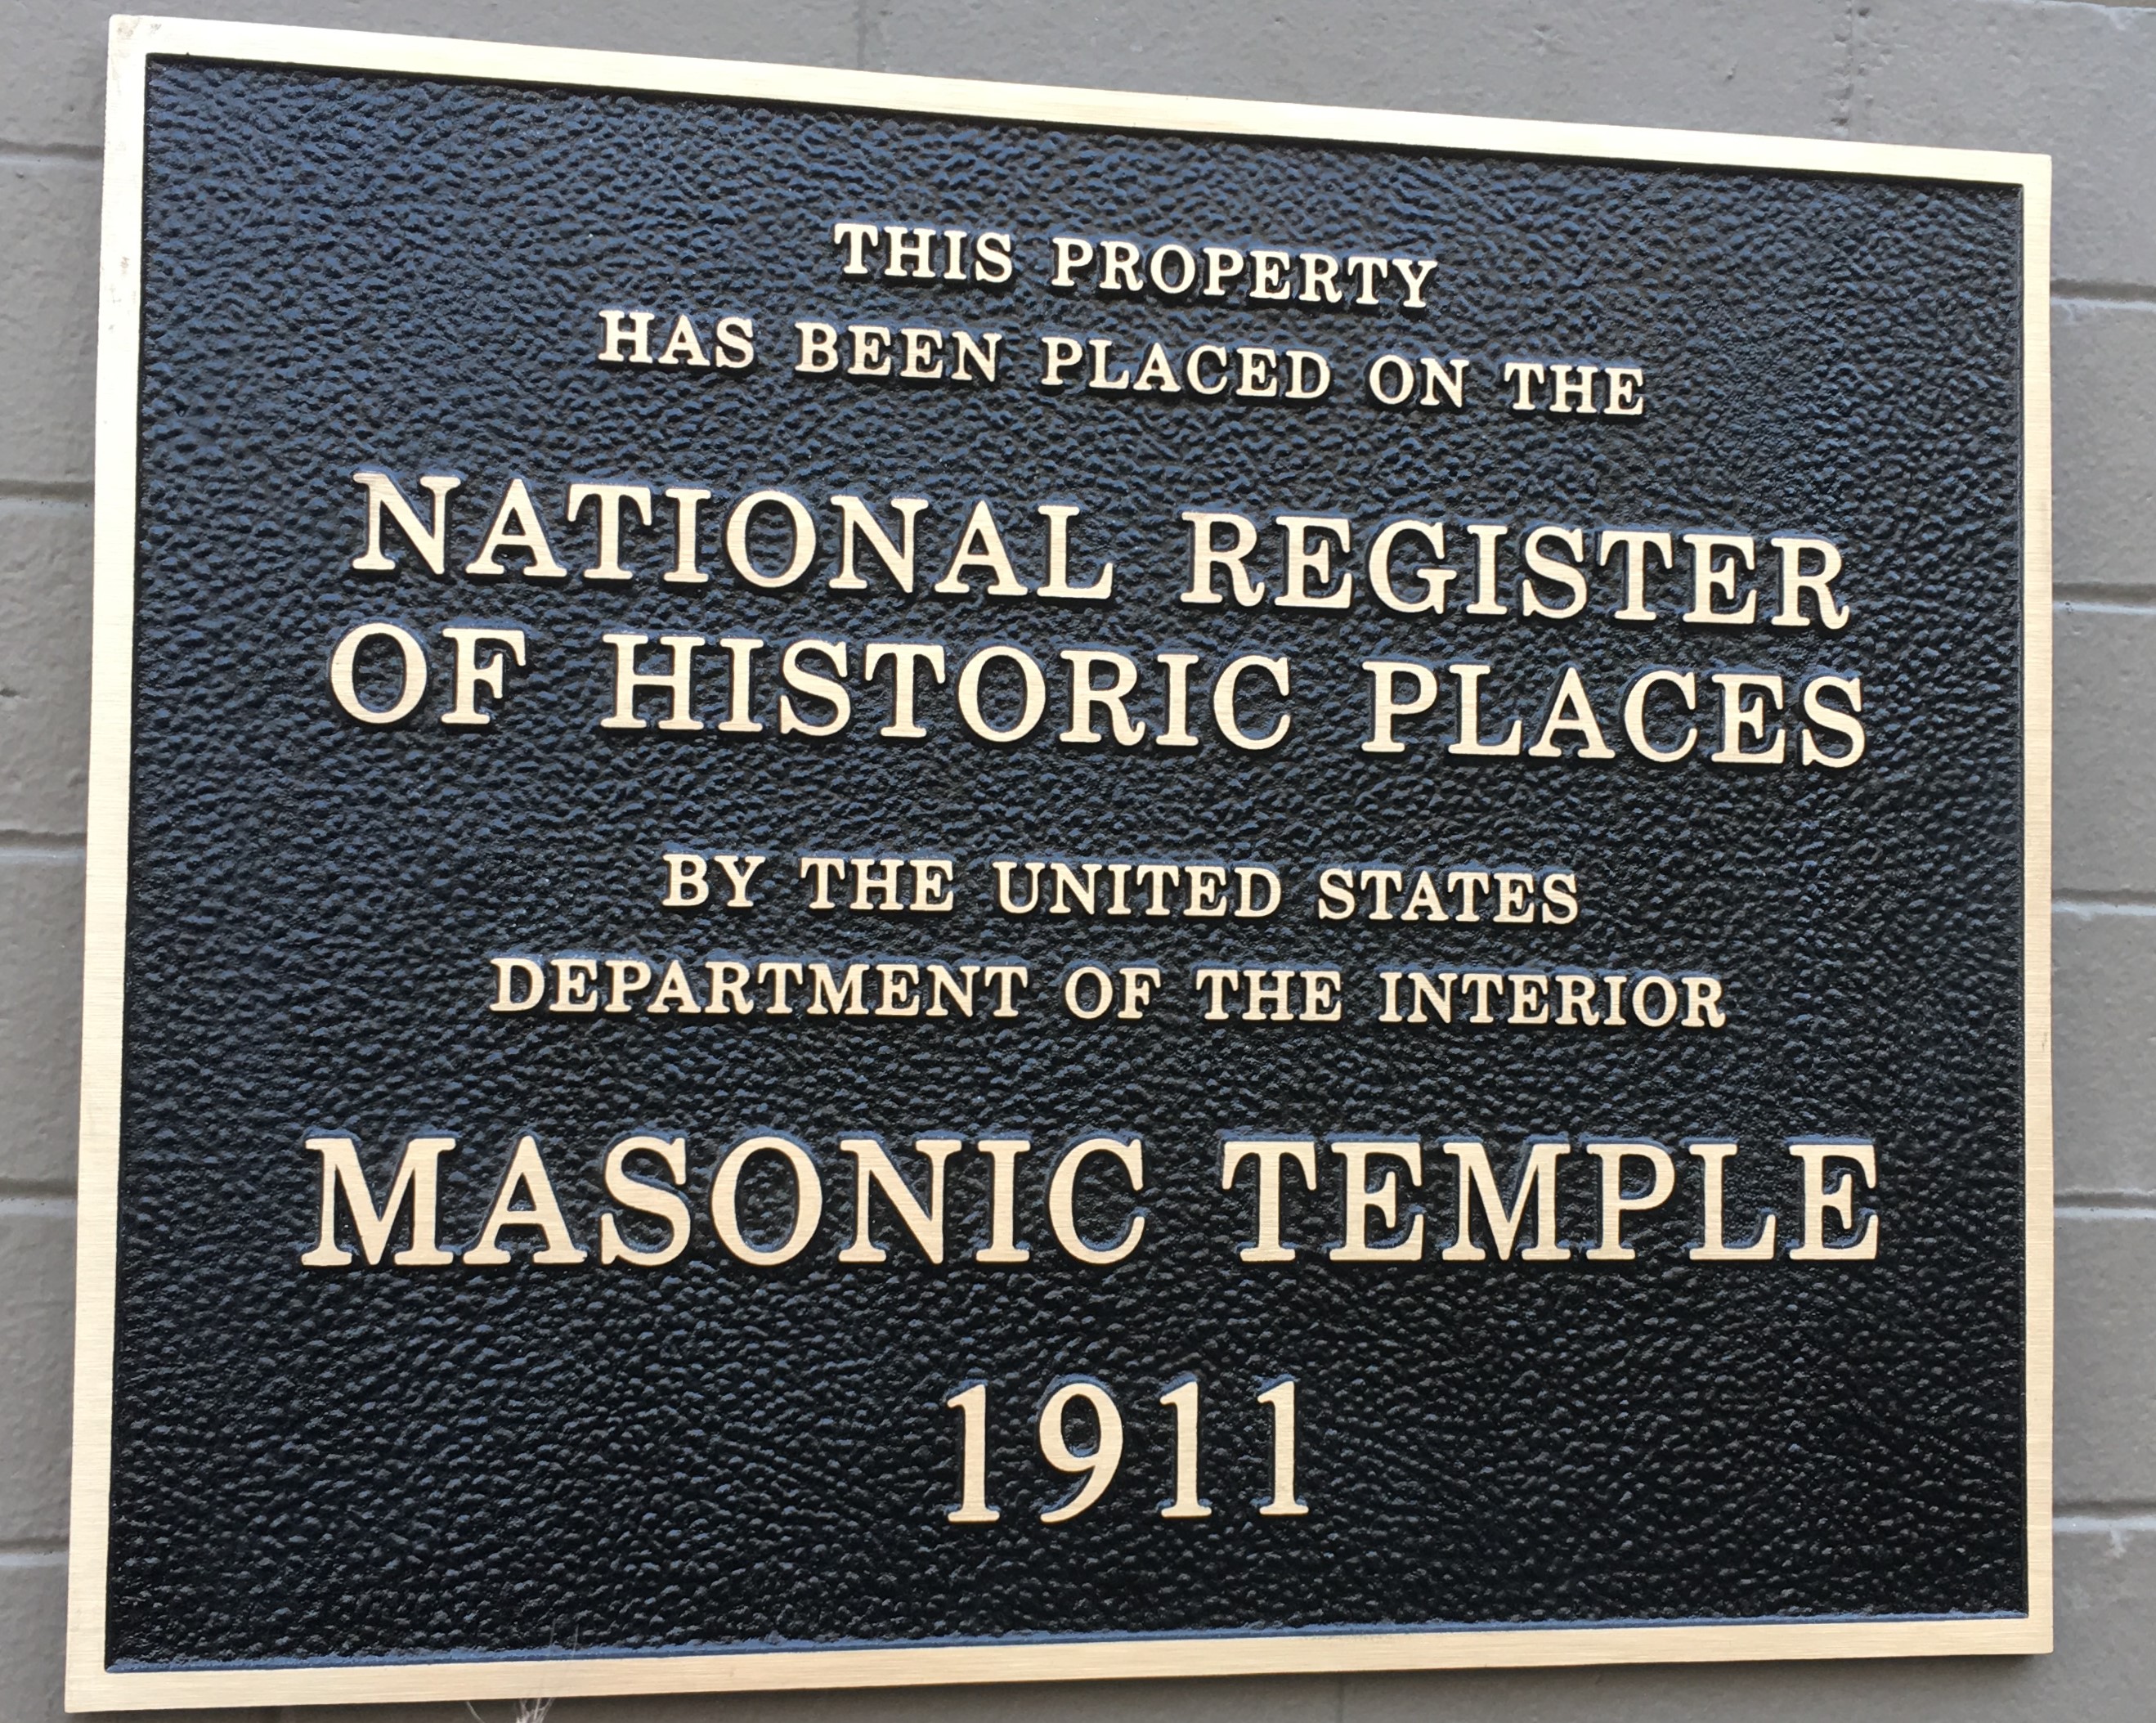 THIS PROPERTY
HAS BEEN PLACED ON THE
NATIONAL REGISTER
OF HISTORIC PLACES
BY THE UNITED STATES
DEPARTMENT OF THE INTERIOR
MASONIC TEMPLE
1911